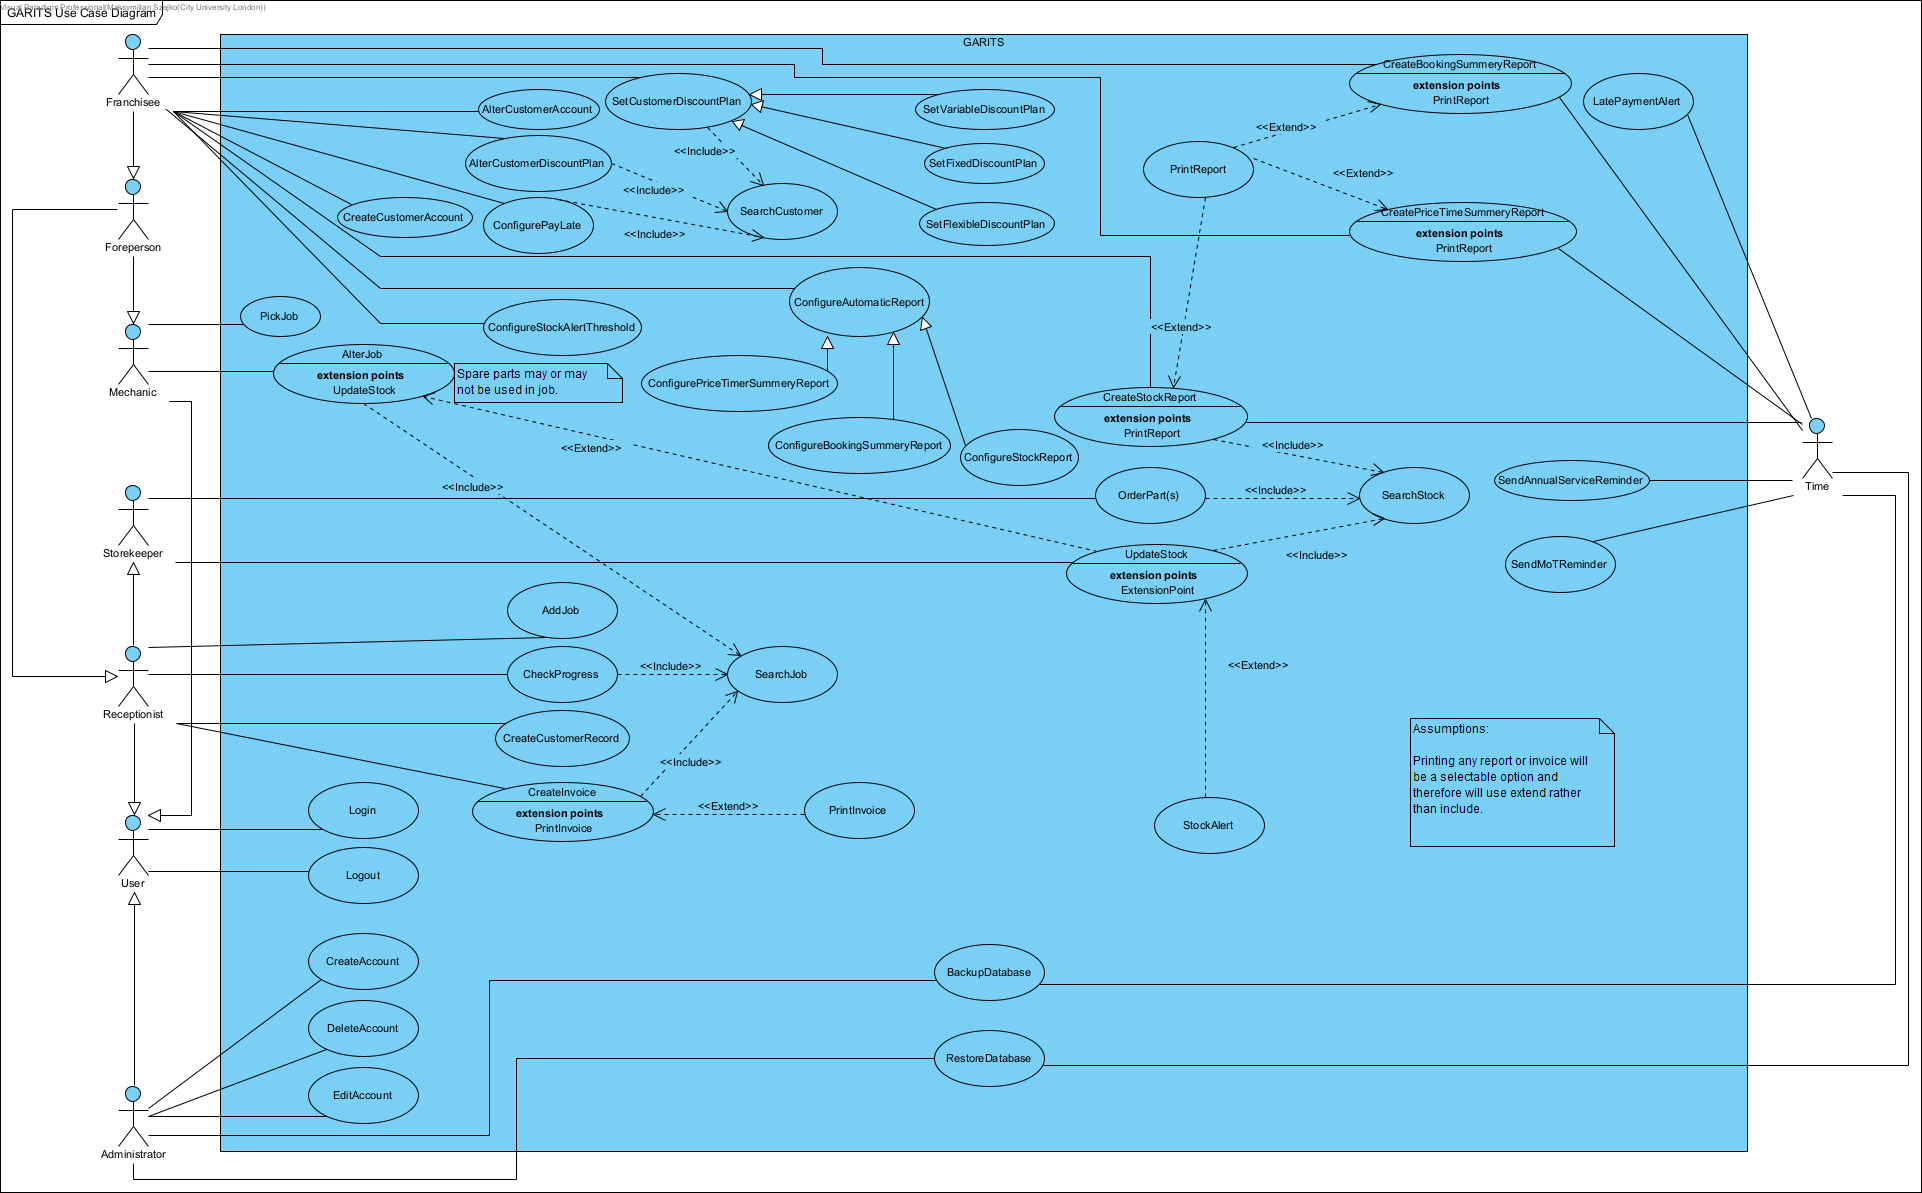 Visual Paradigm Professional(Maksymilian Szejko(City University London))
GARITS Use Case Diagram
GARITS
Franchisee
Foreperson
Mechanic
Storekeeper
Receptionist
User
Administrator
Time
SetCustomerDiscountPlan
AlterCustomerAccount
SetVariableDiscountPlan
CreateBookingSummeryReport
extension points
PrintReport
LatePaymentAlert
<<Extend>>
<<Include>>
AlterCustomerDiscountPlan
SetFixedDiscountPlan
PrintReport
<<Extend>>
<<Include>>
SearchCustomer
CreateCustomerAccount
ConfigurePayLate
<<Include>>
SetFlexibleDiscountPlan
CreatePriceTimeSummeryReport
extension points
PrintReport
PickJob
ConfigureAutomaticReport
ConfigureStockAlertThreshold
<<Extend>>
AlterJob
extension points
UpdateStock
Spare parts may or may
not be used in job.
ConfigurePriceTimerSummeryReport
CreateStockReport
extension points
PrintReport
<<Extend>>
ConfigureBookingSummeryReport
ConfigureStockReport
<<Include>>
<<Include>>
OrderPart(s)
<<Include>>
SearchStock
SendAnnualServiceReminder
UpdateStock
extension points
ExtensionPoint
<<Include>>
SendMoTReminder
AddJob
CheckProgress
<<Include>>
SearchJob
<<Extend>>
CreateCustomerRecord
<<Include>>
Assumptions:
Printing any report or invoice will
be a selectable option and
therefore will use extend rather
than include.
CreateInvoice
extension points
PrintInvoice
<<Extend>>
PrintInvoice
StockAlert
Login
Logout
CreateAccount
BackupDatabase
DeleteAccount
RestoreDatabase
EditAccount